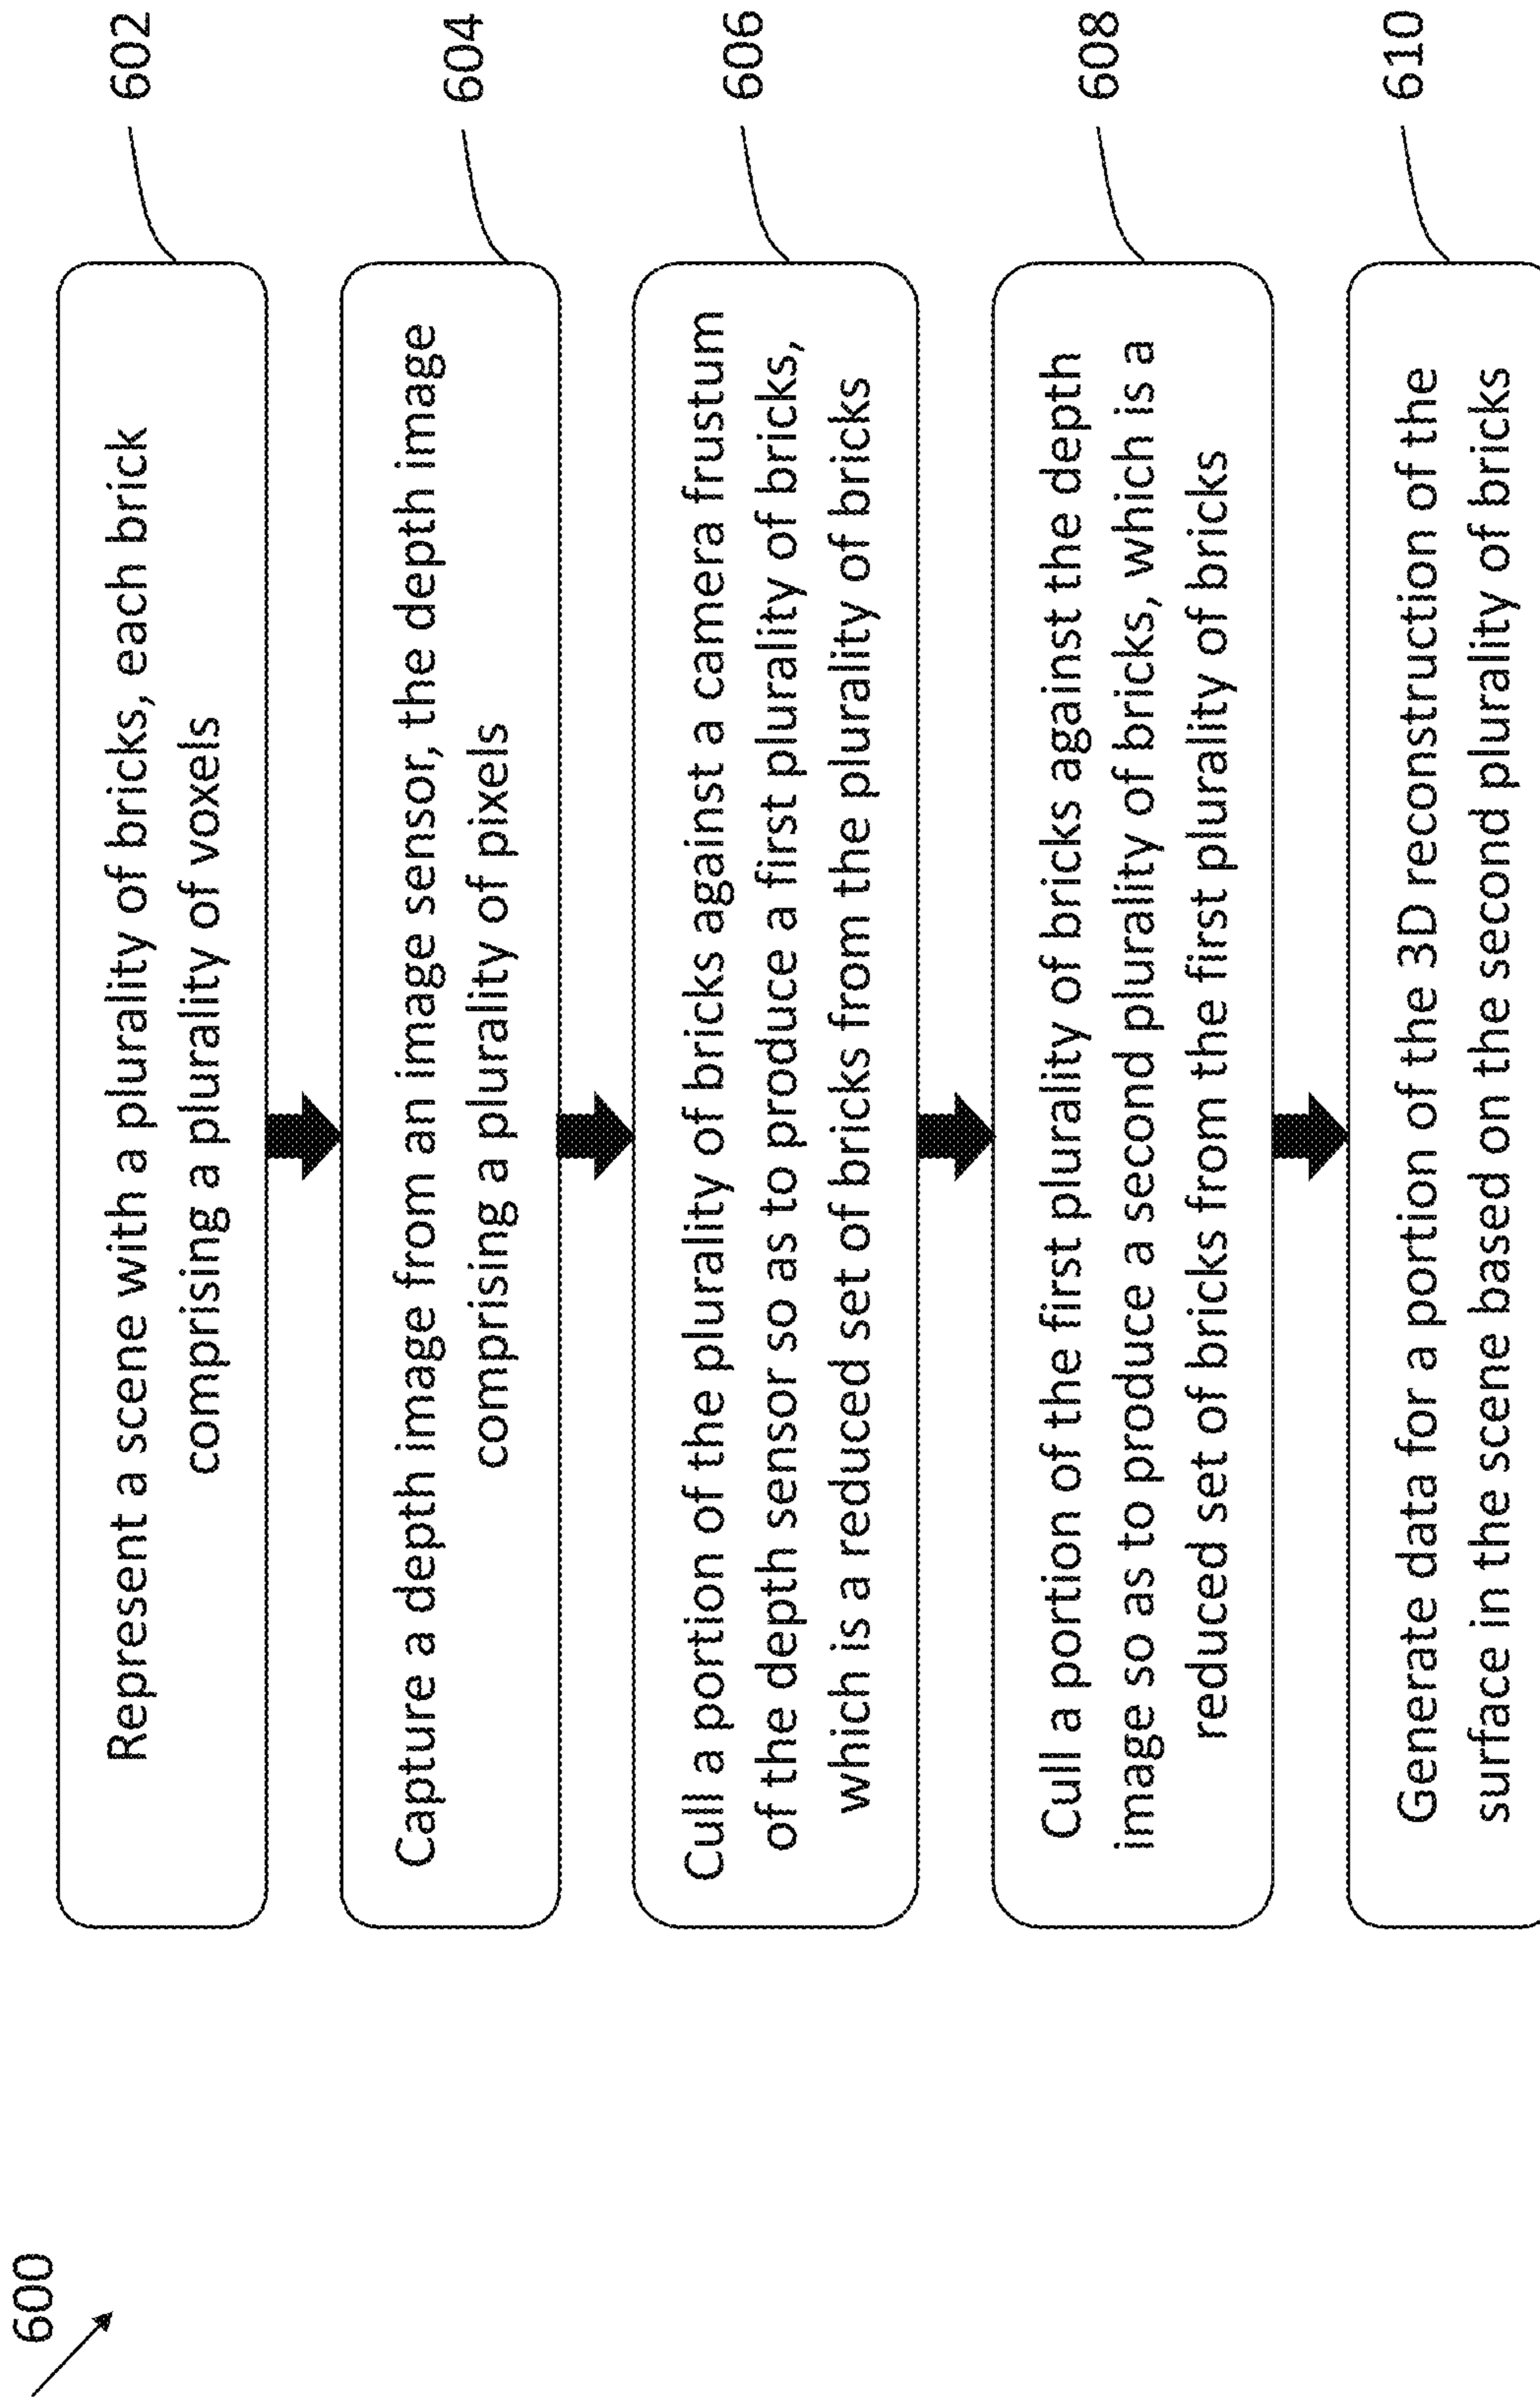 600
Represent a scene with a plurality of bricks, each brick
comprising a plurality of voxels
602
Capture a depth image from an image sensor, the depth image
comprising a plurality of pixels
604
Cull a portion of the plurality of bricks against a camera frustum
of the depth sensor so as to produce a first plurality of bricks,
which is a reduced set of bricks from the plurality of bricks
606
Cull a portion of the first plurality of bricks against the depth
image so as to produce a second plurality of bricks, which is a
reduced set of bricks from the first plurality of bricks
608
Generate data for a portion of the 3D reconstruction of the
surface in the scene based on the second plurality of bricks
610